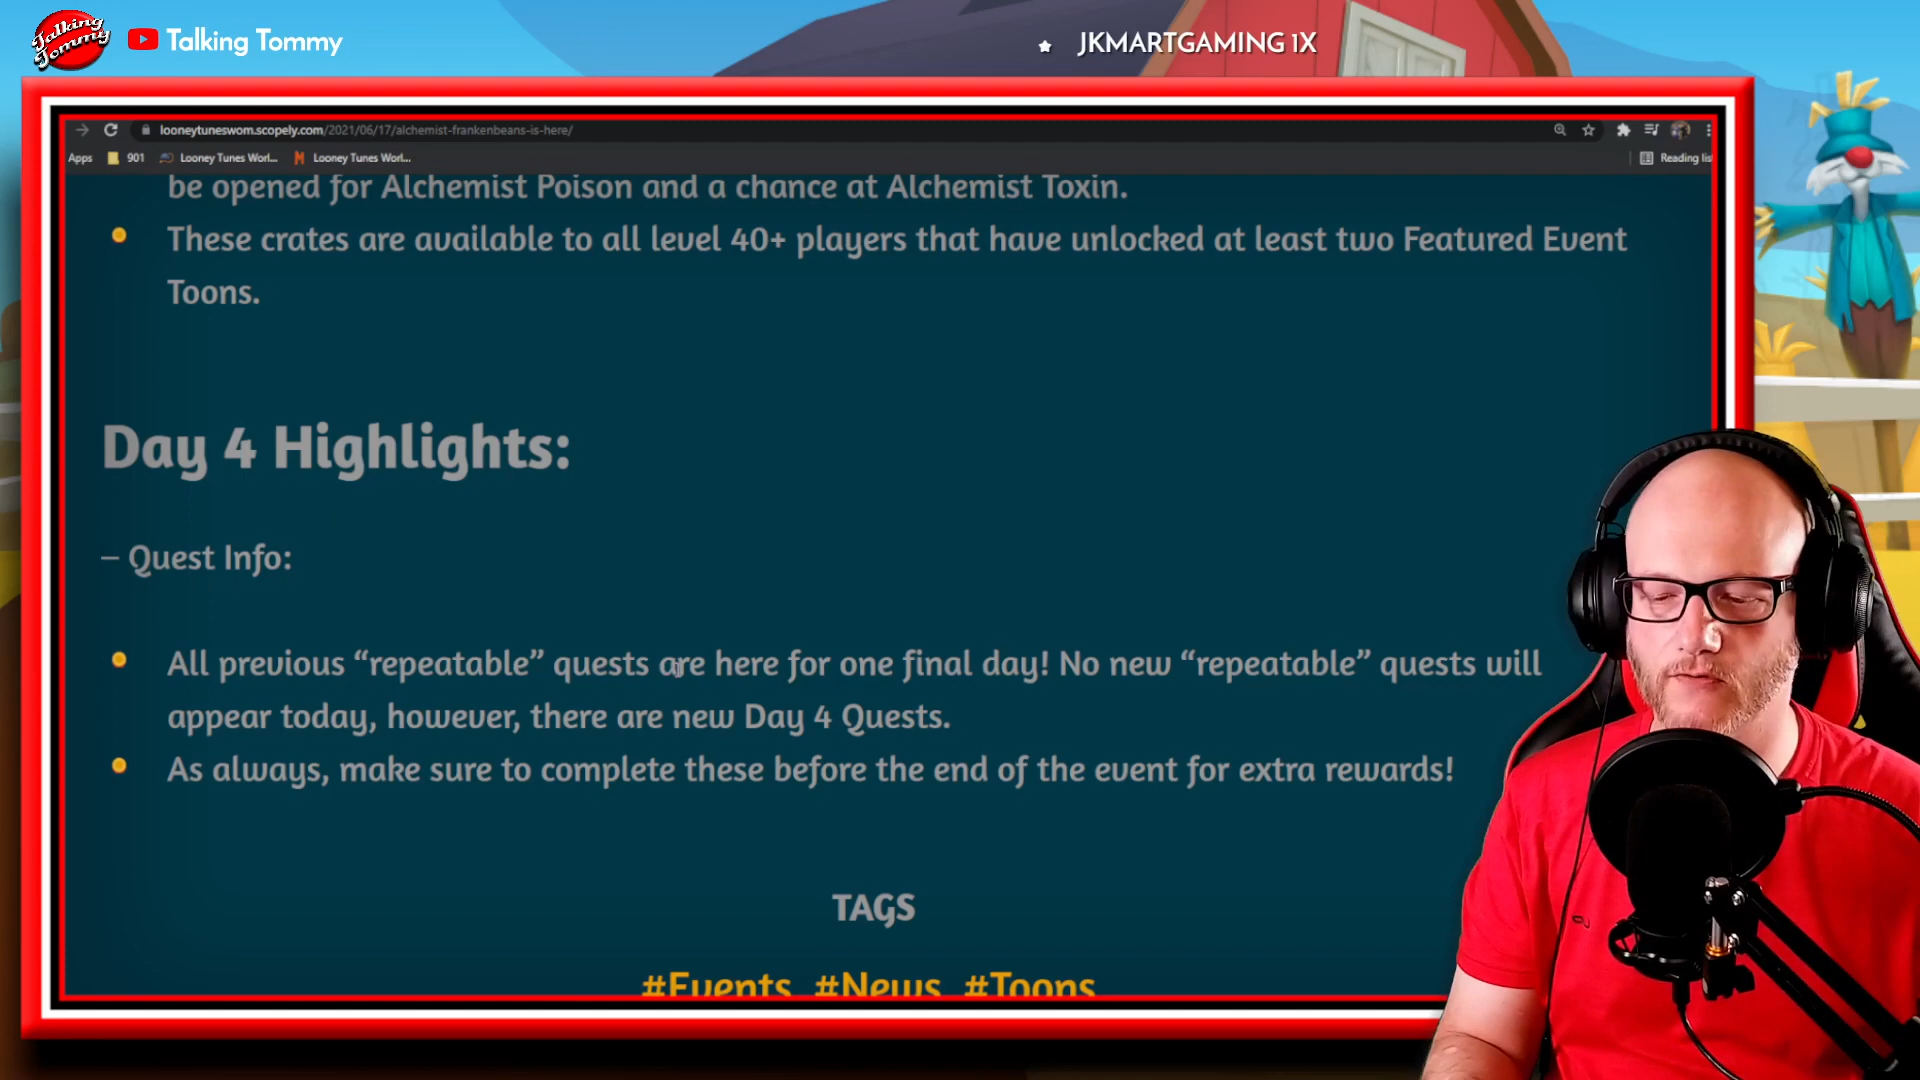 Talking Tommy
Talking Tommy
JKMARTGAMING 1X
looneytuneswom.scopely.com/2021/06/17/alchemist-frankenbeans-is-here/
Apps 901 Looney Tunes Worl... Looney Tunes Worl... Reading lis
be opened for Alchemist Poison and a chance at Alchemist Toxin.
These crates are available to all level 40+ players that have unlocked at least two Featured Event
Toons.
Day 4 Highlights:
– Quest Info:
All previous “repeatable” quests are here for one final day! No new “repeatable” quests will
appear today, however, there are new Day 4 Quests.
As always, make sure to complete these before the end of the event for extra rewards!
TAGS
#Events #News #Toons